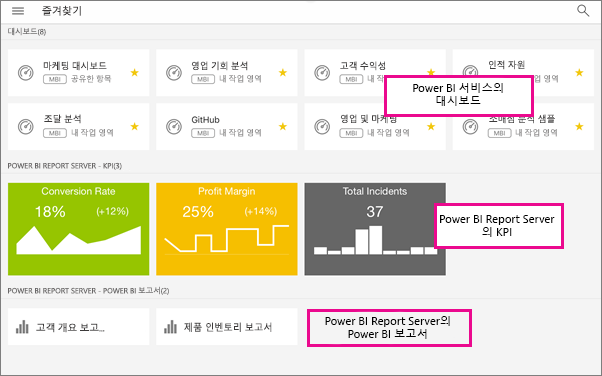 즐겨찾기
대시보드(8)
마케팅 대시보드
MBI 공유한 항목
영업 기회 분석
MBI 내 작업 영역
고객 수익성
MBI 내
인적 자원
작업 영역
Power BI 서비스의
대시보드
조달 분석
MBI 내 작업 영역
GitHub
MBI 내 작업 영역
영업 및 마케팅
MBI 내 작업 영역
소매점 분석 샘플
MBI 내 작업 영역
POWER BI REPORT SERVER - KPI(3)
Conversion Rate
18% (+12%)
Profit Margin
25% (+14%)
Total Incidents
37
Power BI Report Server
의 KPI
POWER BI REPORT SERVER - POWER BI 보고서(2)
고객 개요 보고...
제품 인벤토리 보고서
Power BI Report Server의
Power BI 보고서